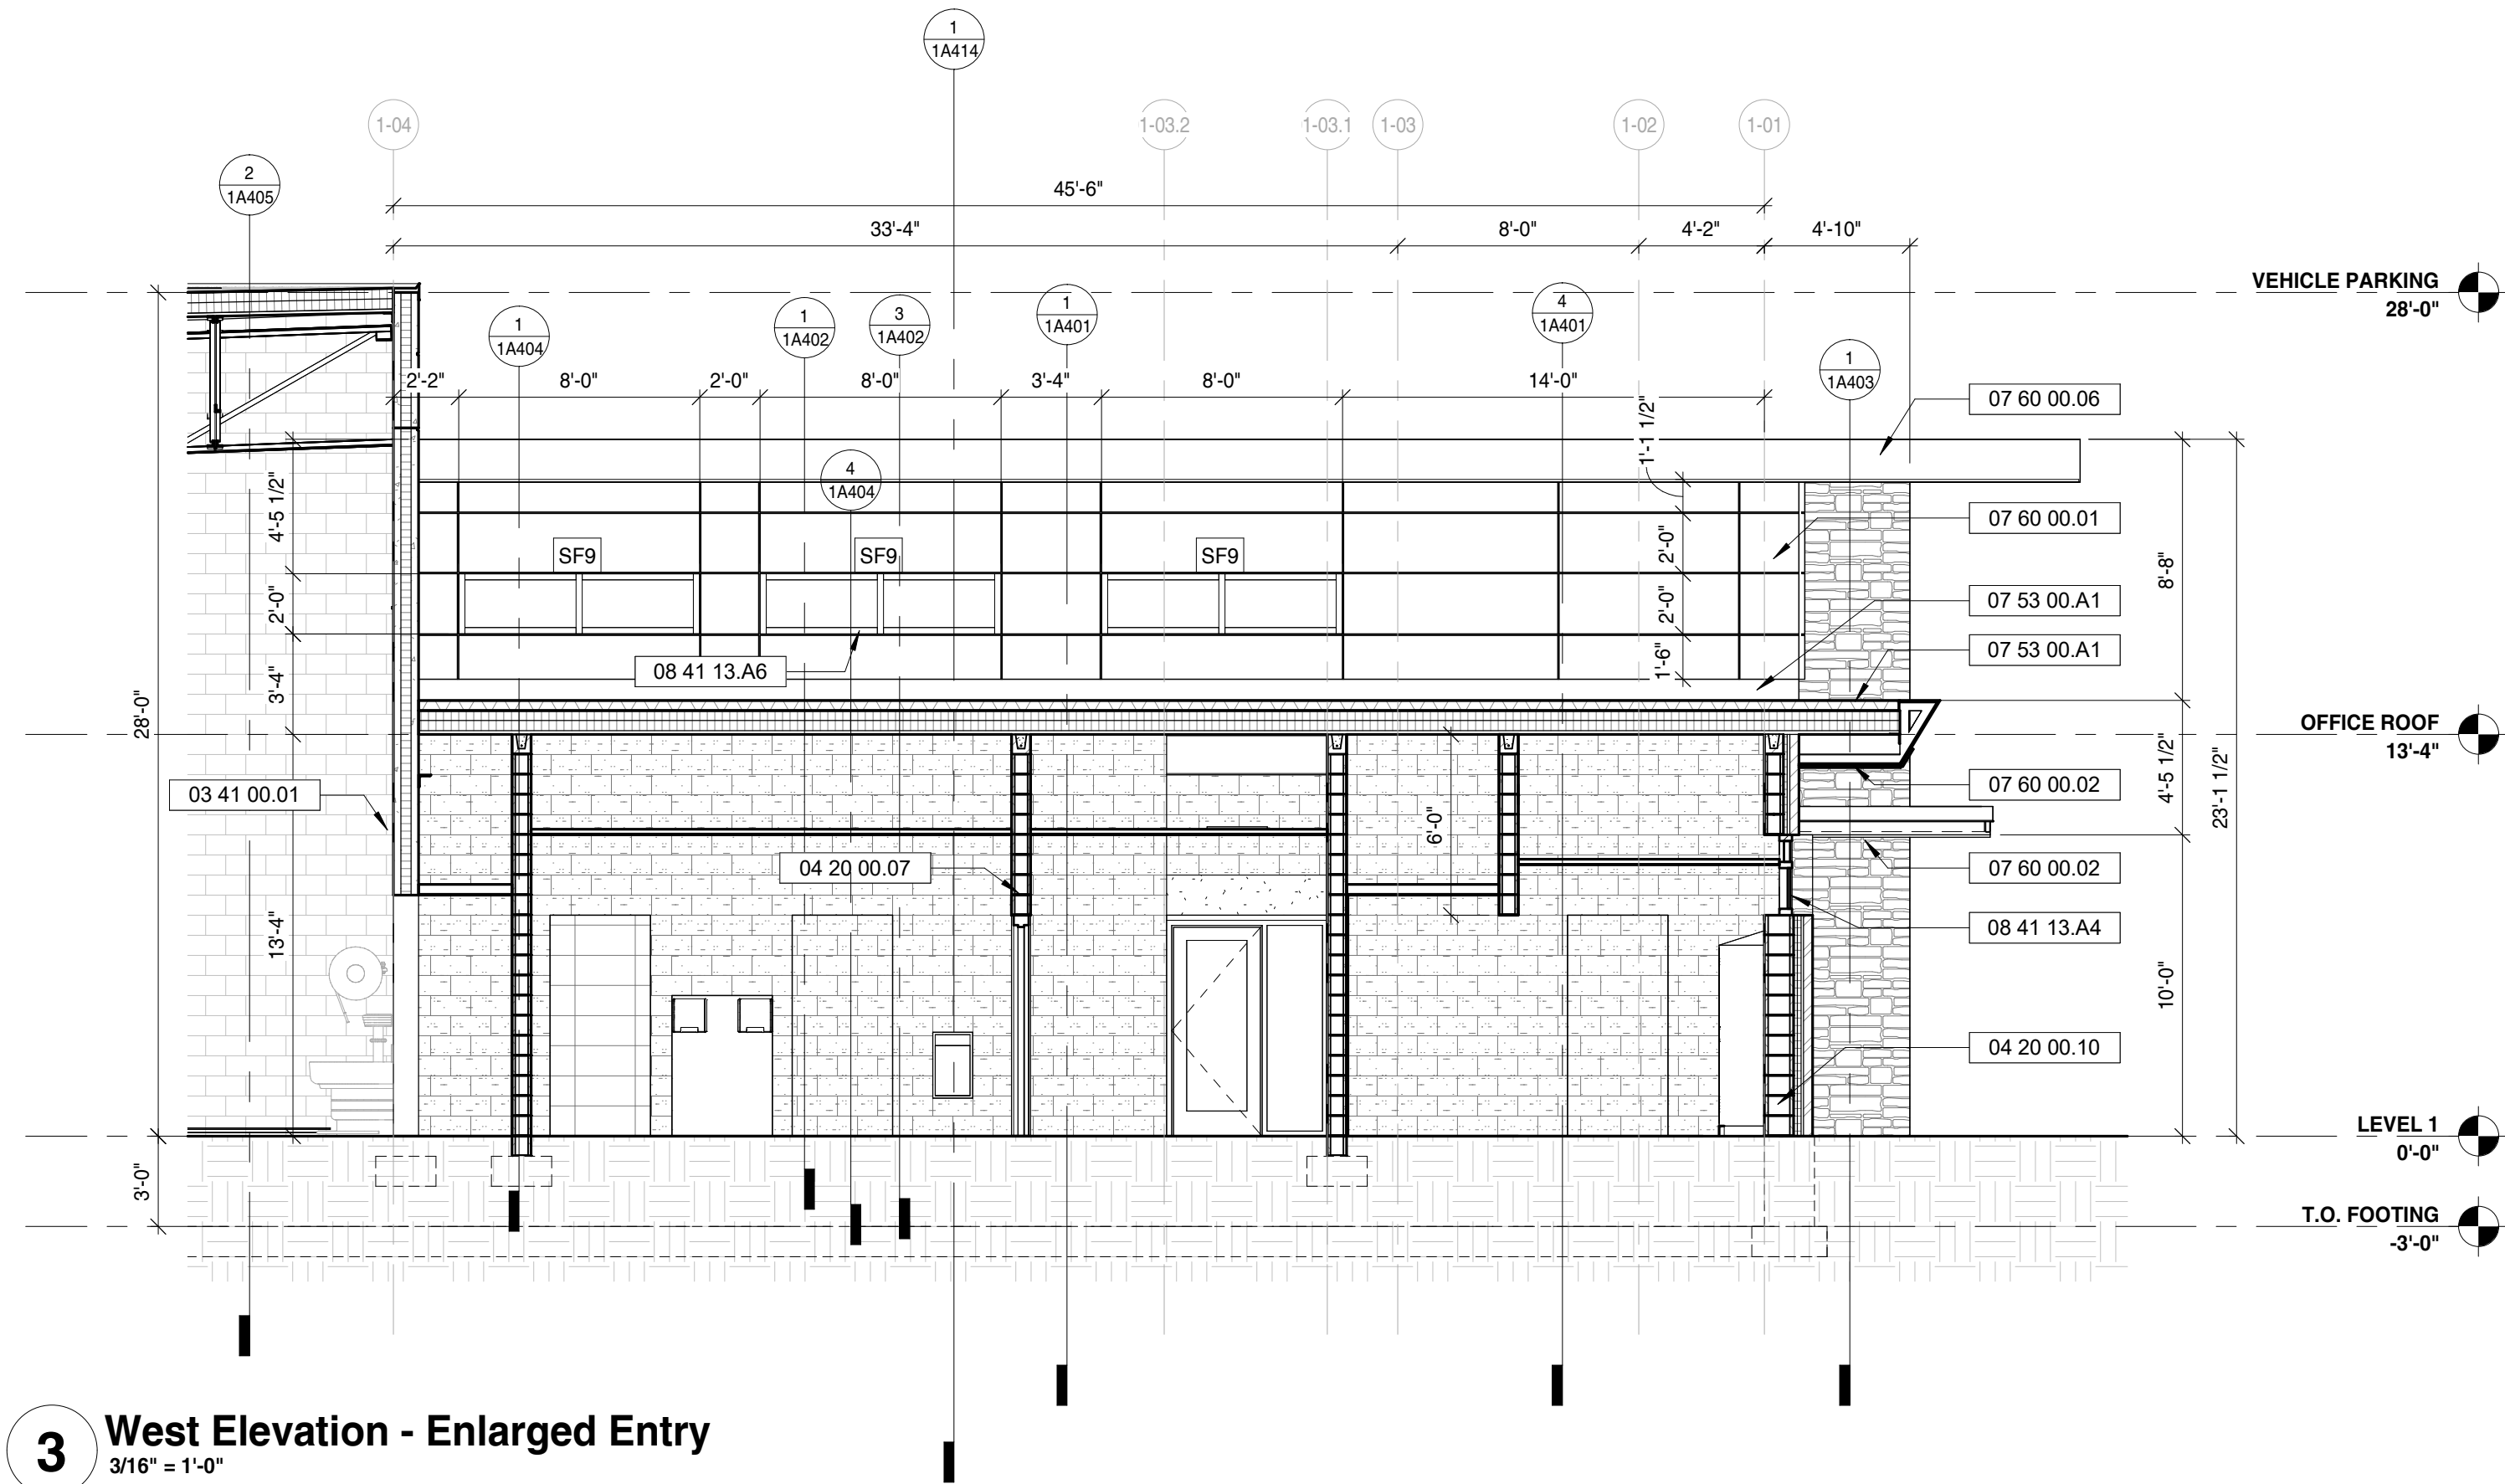 1
1A414
1-04
1-03.2
1-03.1
1-03
1-02
1-01
2
1A405
45'-6"
33'-4"
8'-0"
4'-2"
4'-10"
VEHICLE PARKING
28'-0"
1
1A404
1
1A402
3
1A402
1
1A401
4
1A401
1
1A403
2'-2"
8'-0"
2'-0"
8'-0"
3'-4"
8'-0"
14'-0"
07 60 00.06
1'-1 1/2"
4
1A404
4'-5 1/2"
07 60 00.01
SF9
SF9
SF9
2'-0"
8'-8"
2'-0"
2'-0"
07 53 00.A1
07 53 00.A1
1'-6"
08 41 13.A6
3'-4"
28'-0"
OFFICE ROOF
13'-4"
4'-5 1/2"
23'-1 1/2"
07 60 00.02
03 41 00.01
6'-0"
04 20 00.07
07 60 00.02
08 41 13.A4
13'-4"
10'-0"
04 20 00.10
LEVEL 1
0'-0"
3'-0"
T.O. FOOTING
-3'-0"
3
West Elevation - Enlarged Entry
3/16" = 1'-0"